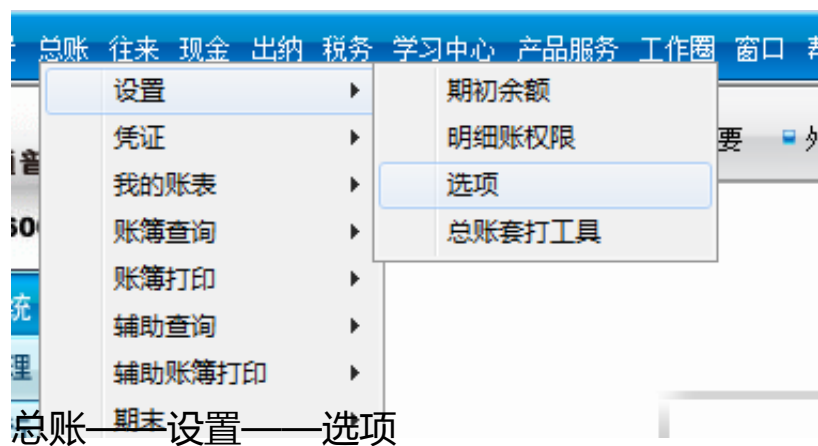 总账 往来 现金 出纳 税务 学习中心 产品服务 工作圈 窗口
设置
期初余额
凭证
明细账权限
要
我的账表
选项
账簿查询
总账套打工具
账簿打印
辅助查询
辅助账簿打印
期末
统
理
总账——设置——选项